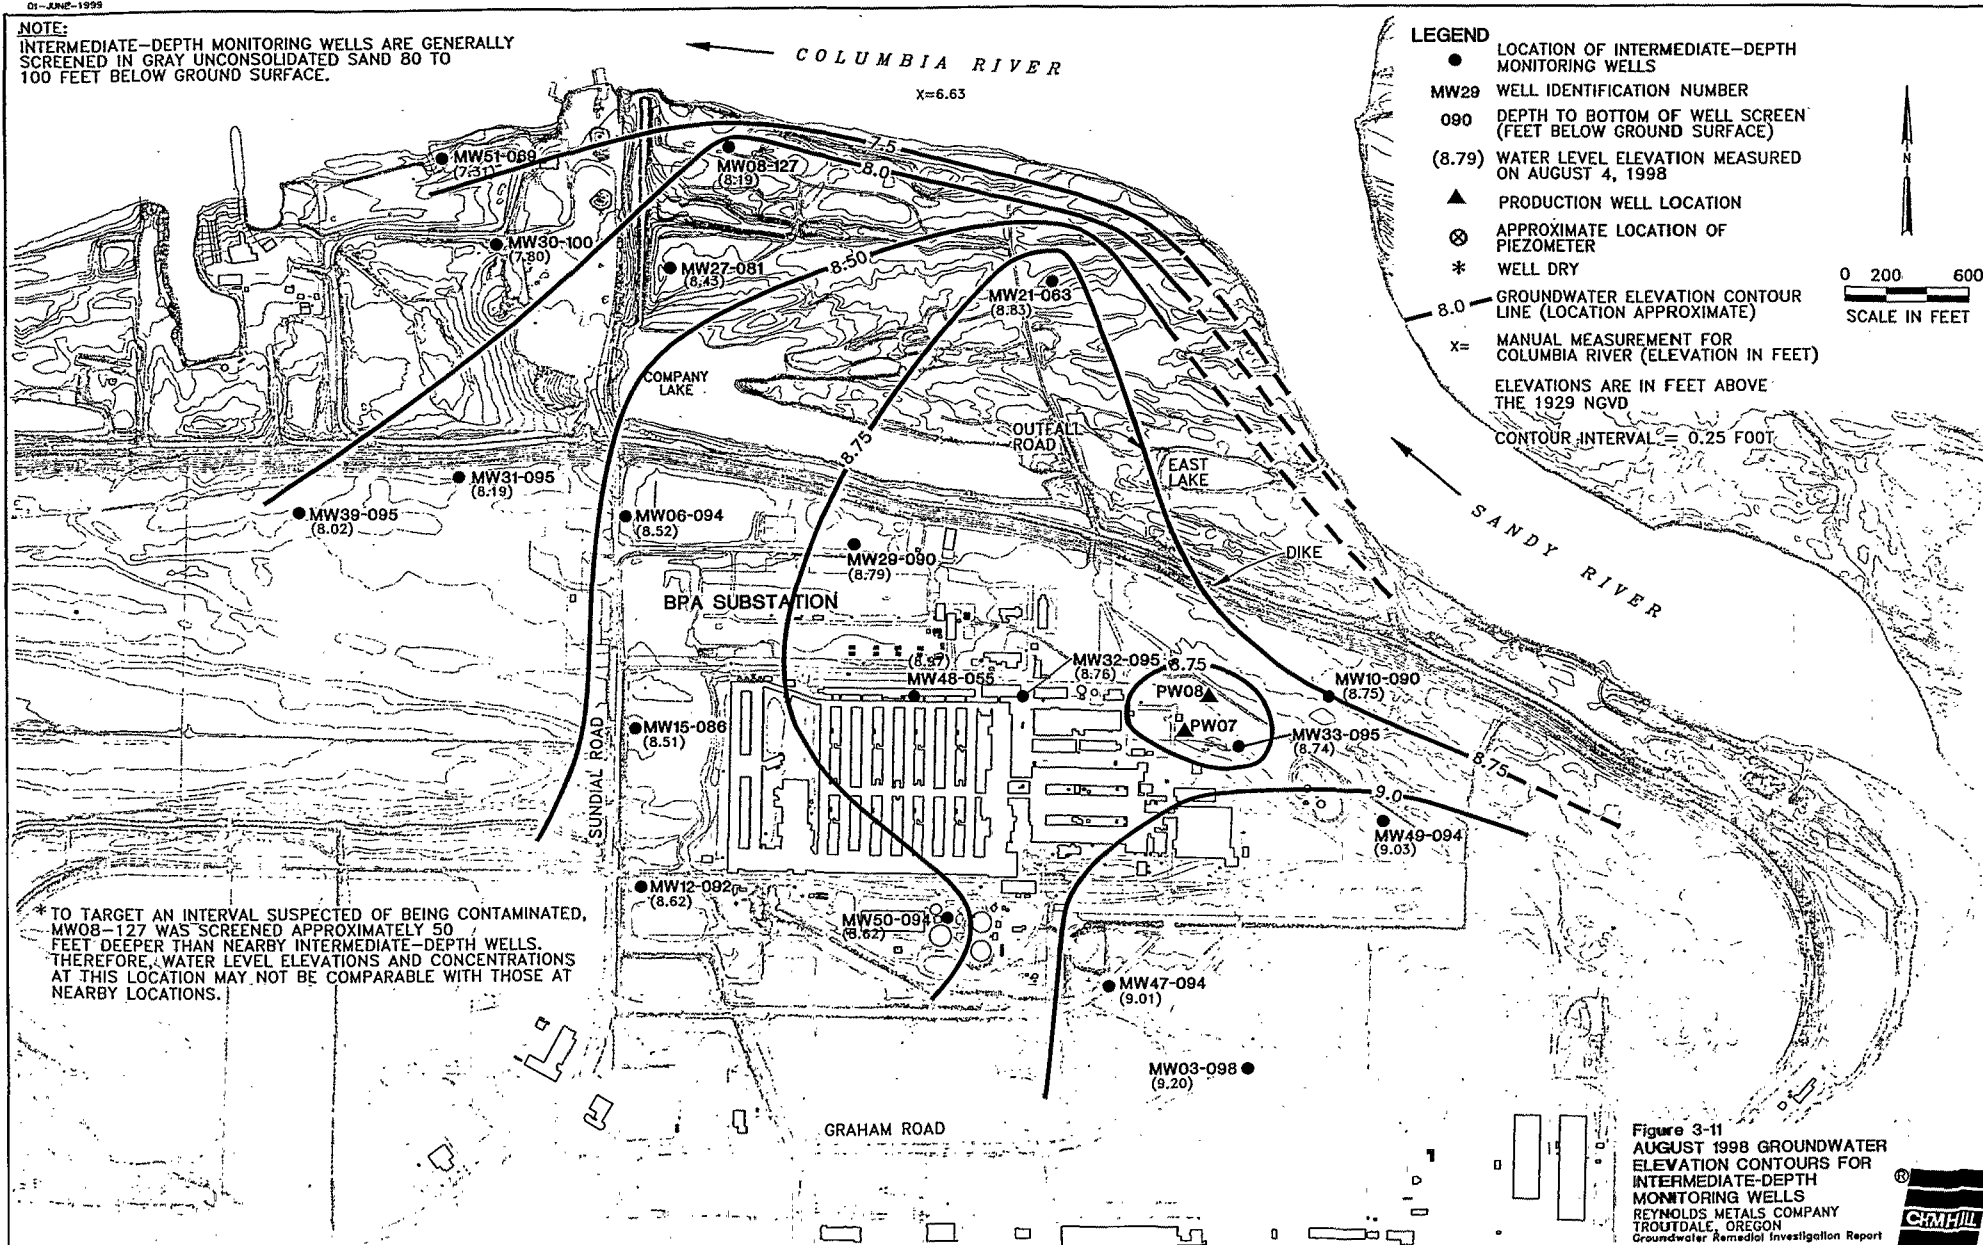 01-JUNE-1999
NOTE:
INTERMEDIATE-DEPTH MONITORING WELLS ARE GENERALLY
SCREENED IN GRAY UNCONSOLIDATED SAND 80 TO
100 FEET BELOW GROUND SURFACE.
COLUMBIA RIVER
X=6.63
LEGEND
LOCATION OF INTERMEDIATE-DEPTH
MONITORING WELLS
MW29 WELL IDENTIFICATION NUMBER
090 DEPTH TO BOTTOM OF WELL SCREEN
(FEET BELOW GROUND SURFACE)
(8.79) WATER LEVEL ELEVATION MEASURED
ON AUGUST 4, 1998
PRODUCTION WELL LOCATION
APPROXIMATE LOCATION OF
PIEZOMETER
* WELL DRY
8.0 GROUNDWATER ELEVATION CONTOUR
LINE (LOCATION APPROXIMATE)
X= MANUAL MEASUREMENT FOR
COLUMBIA RIVER (ELEVATION IN FEET)
ELEVATIONS ARE IN FEET ABOVE
THE 1929 NGVD
CONTOUR INTERVAL = 0.25 FOOT
N
0 200 600
SCALE IN FEET
MW51-089
(7.31)
MW08-127
(8.19)
7.5
8.0
MW30-100
(7.80)
MW27-081
(8.43)
8.50
MW21-063
(8.83)
COMPANY
LAKE
8.75
OUTFALL
ROAD
EAST
LAKE
SANDY RIVER
MW31-095
(8.19)
MW39-095
(8.02)
MW06-094
(8.52)
MW29-090
(8.79)
DIKE
BPA SUBSTATION
(8.97)
MW48-055
MW32-095
(8.76)
8.75
PW08
PW07
MW10-090
(8.75)
MW33-095
(8.74)
MW15-086
(8.51)
SUNDIAL ROAD
8.75
9.0
MW49-094
(9.03)
MW12-092
(8.62)
MW50-094
(8.62)
MW47-094
(9.01)
MW03-098
(9.20)
GRAHAM ROAD
* TO TARGET AN INTERVAL SUSPECTED OF BEING CONTAMINATED,
MW08-127 WAS SCREENED APPROXIMATELY 50
FEET DEEPER THAN NEARBY INTERMEDIATE-DEPTH WELLS.
THEREFORE, WATER LEVEL ELEVATIONS AND CONCENTRATIONS
AT THIS LOCATION MAY NOT BE COMPARABLE WITH THOSE AT
NEARBY LOCATIONS.
Figure 3-11
AUGUST 1998 GROUNDWATER
ELEVATION CONTOURS FOR
INTERMEDIATE-DEPTH
MONITORING WELLS
REYNOLDS METALS COMPANY
TROUTDALE, OREGON
Groundwater Remedial Investigation Report
®
CH2MHILL